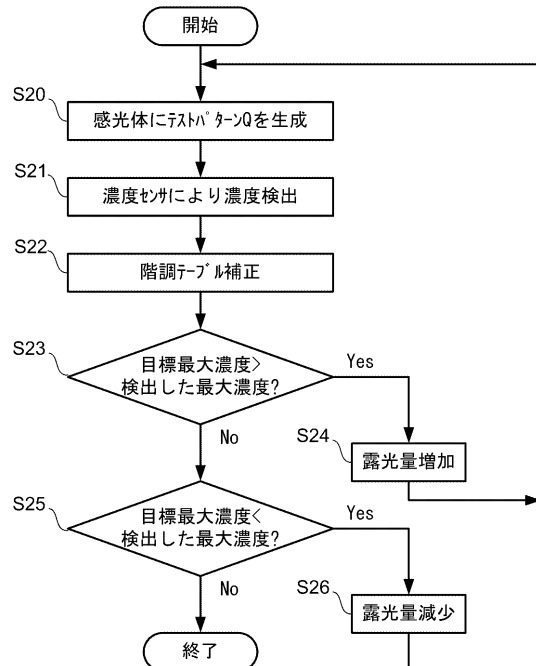 開始
S20
感光体にﾃｽﾄﾊﾟﾀｰﾝQを生成
S21
濃度ｾﾝｻにより濃度検出
S22
階調ﾃｰﾌﾞﾙ補正
S23
目標最大濃度>
検出した最大濃度?
Yes
No
S24
露光量増加
S25
目標最大濃度<
検出した最大濃度?
Yes
No
S26
露光量減少
終了